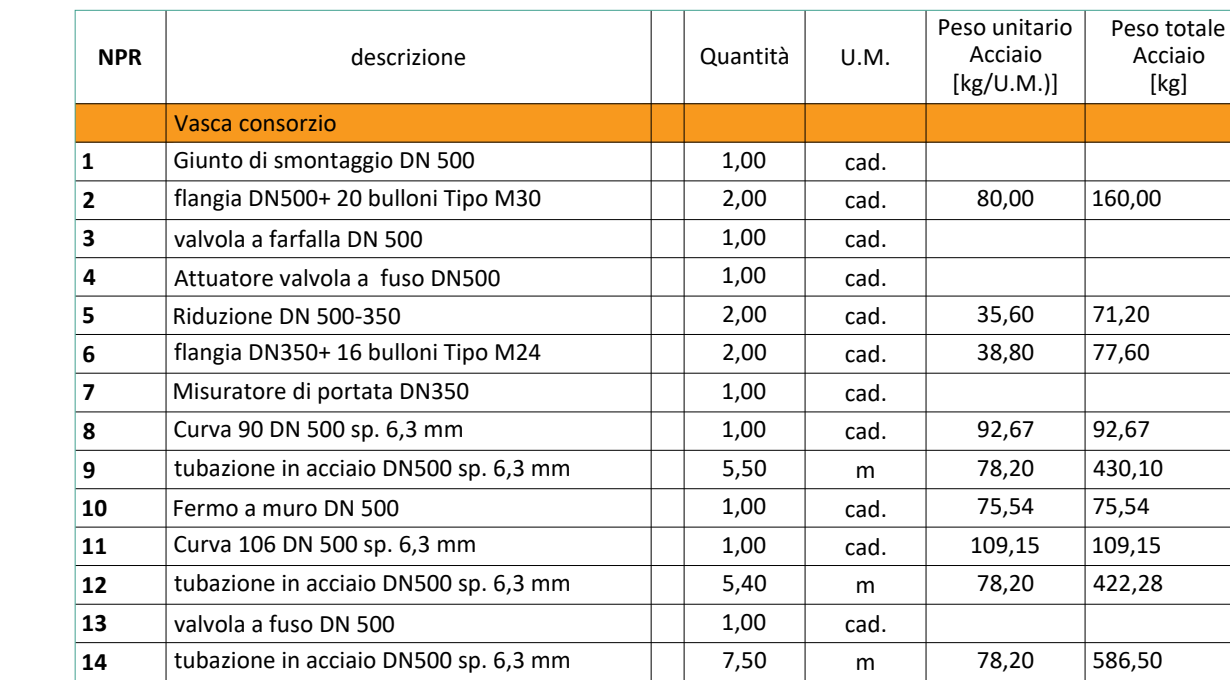 NPR descrizione Quantità U.M. Peso unitario Acciaio [kg/U.M.)] Peso totale Acciaio [kg]
Vasca consorzio
1 Giunto di smontaggio DN 500 1,00 cad.
2 flangia DN500+ 20 bulloni Tipo M30 2,00 cad. 80,00 160,00
3 valvola a farfalla DN 500 1,00 cad.
4 Attuatore valvola a fuso DN500 1,00 cad.
5 Riduzione DN 500-350 2,00 cad. 35,60 71,20
6 flangia DN350+ 16 bulloni Tipo M24 2,00 cad. 38,80 77,60
7 Misuratore di portata DN350 1,00 cad.
8 Curva 90 DN 500 sp. 6,3 mm 1,00 cad. 92,67 92,67
9 tubazione in acciaio DN500 sp. 6,3 mm 5,50 m 78,20 430,10
10 Fermo a muro DN 500 1,00 cad. 75,54 75,54
11 Curva 106 DN 500 sp. 6,3 mm 1,00 cad. 109,15 109,15
12 tubazione in acciaio DN500 sp. 6,3 mm 5,40 m 78,20 422,28
13 valvola a fuso DN 500 1,00 cad.
14 tubazione in acciaio DN500 sp. 6,3 mm 7,50 m 78,20 586,50